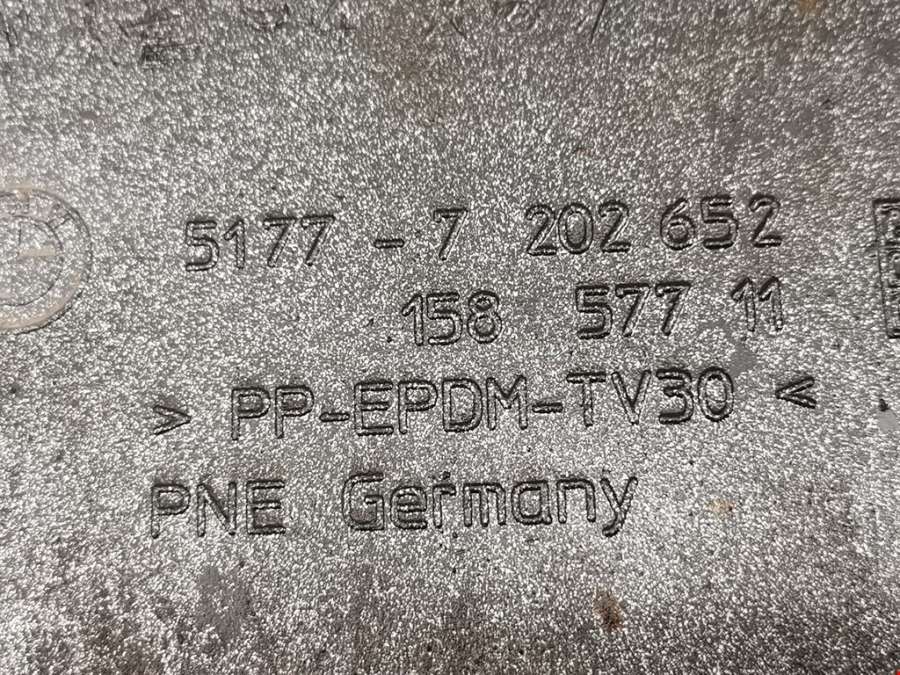 5177 - 7 202 652
158 577 11
> PP-EPDM-TV30 <
PNE Germany